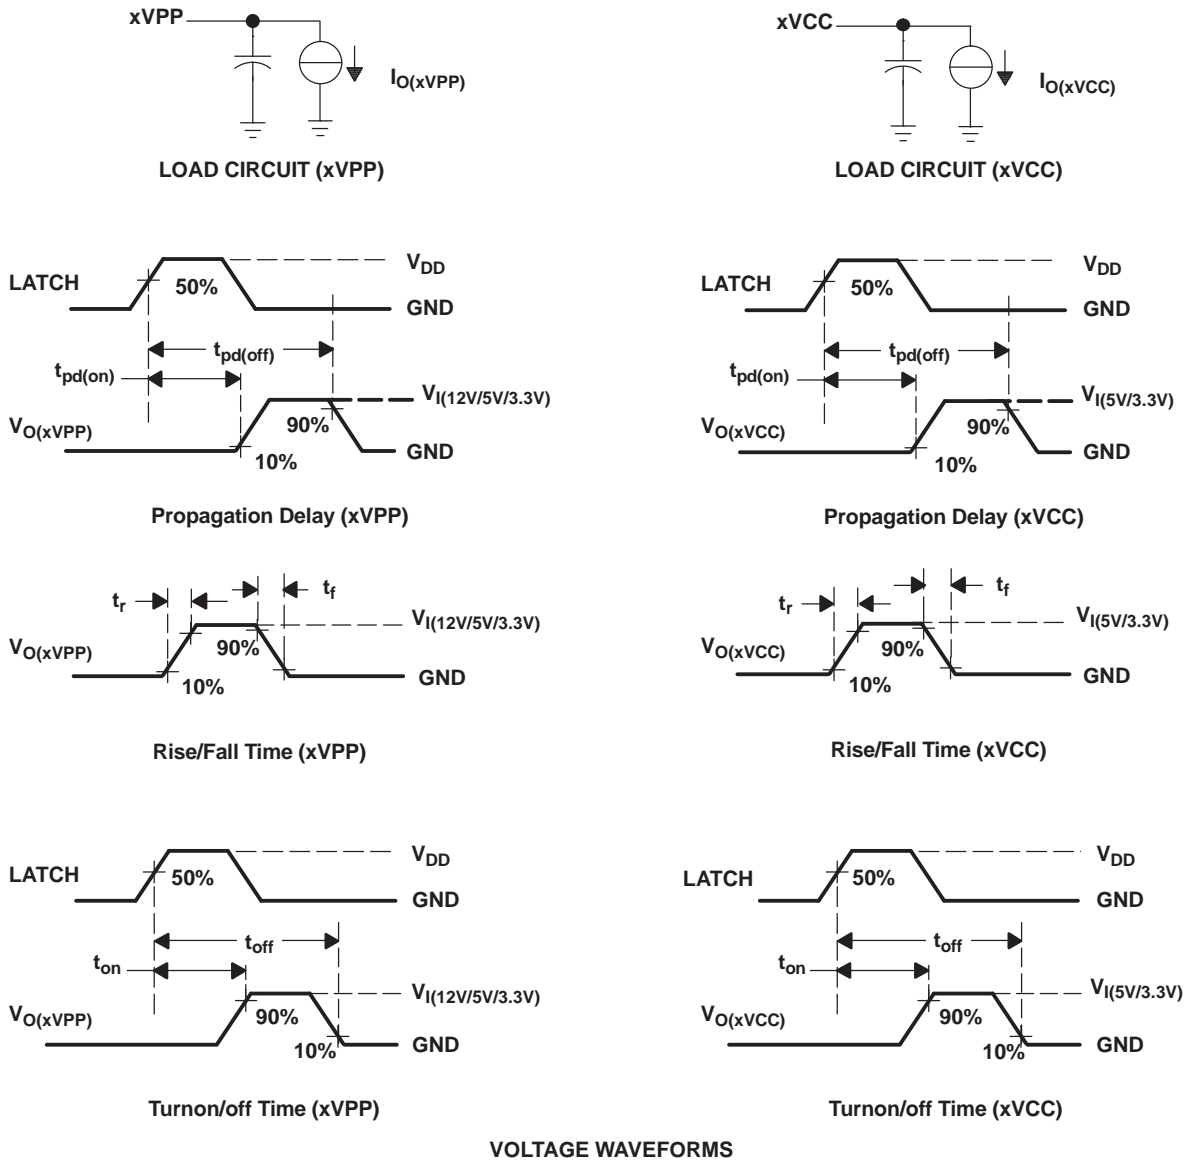 xVPP
I_O(xVPP)
LOAD CIRCUIT (xVPP)
xVCC
I_O(xVCC)
LOAD CIRCUIT (xVCC)
LATCH
50%
V_DD
GND
t_pd(off)
t_pd(on)
V_I(12V/5V/3.3V)
V_O(xVPP)
90%
GND
10%
Propagation Delay (xVPP)
LATCH
50%
V_DD
GND
t_pd(off)
t_pd(on)
V_I(5V/3.3V)
V_O(xVCC)
90%
GND
10%
Propagation Delay (xVCC)
t_r
t_f
V_I(12V/5V/3.3V)
V_O(xVPP)
90%
GND
10%
Rise/Fall Time (xVPP)
t_r
t_f
V_I(5V/3.3V)
V_O(xVCC)
90%
GND
10%
Rise/Fall Time (xVCC)
LATCH
50%
V_DD
GND
t_off
t_on
V_I(12V/5V/3.3V)
V_O(xVPP)
90%
GND
10%
Turnon/off Time (xVPP)
LATCH
50%
V_DD
GND
t_off
t_on
V_I(5V/3.3V)
V_O(xVCC)
90%
GND
10%
Turnon/off Time (xVCC)
VOLTAGE WAVEFORMS